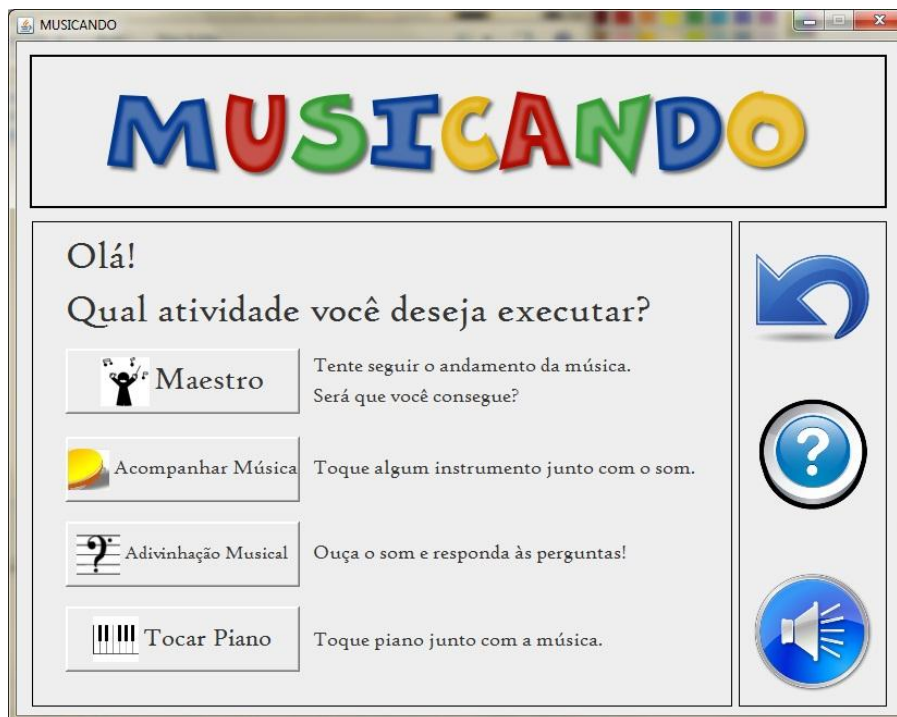 MUSICANDO
MUSICANDO
Olá!
Qual atividade você deseja executar?
Maestro
Tente seguir o andamento da música.
Será que você consegue?
Acompanhar Música
Toque algum instrumento junto com o som.
Adivinhação Musical
Ouça o som e responda às perguntas!
Tocar Piano
Toque piano junto com a música.
?